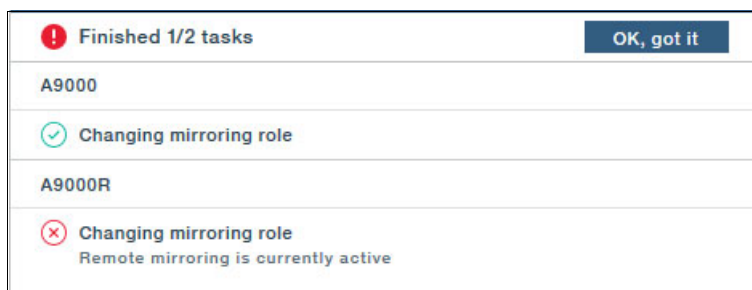 Finished 1/2 tasks
OK, got it
A9000
Changing mirroring role
A9000R
Changing mirroring role
Remote mirroring is currently active